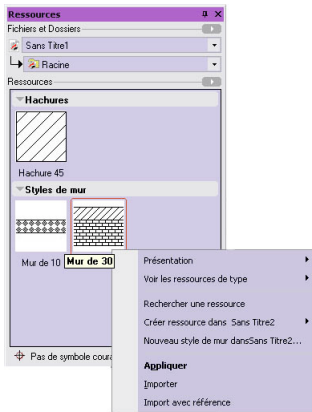 Ressources
Fichiers et Dossiers
Sans Titre1
Racine
Ressources
Hachures
Hachure 45
Styles de mur
Mur de 10
Mur de 30
Présentation
Voir les ressources de type
Rechercher une ressource
Créer ressource dans Sans Titre2
Nouveau style de mur dansSans Titre2...
Appliquer
Importer
Import avec référence
Pas de symbole coura